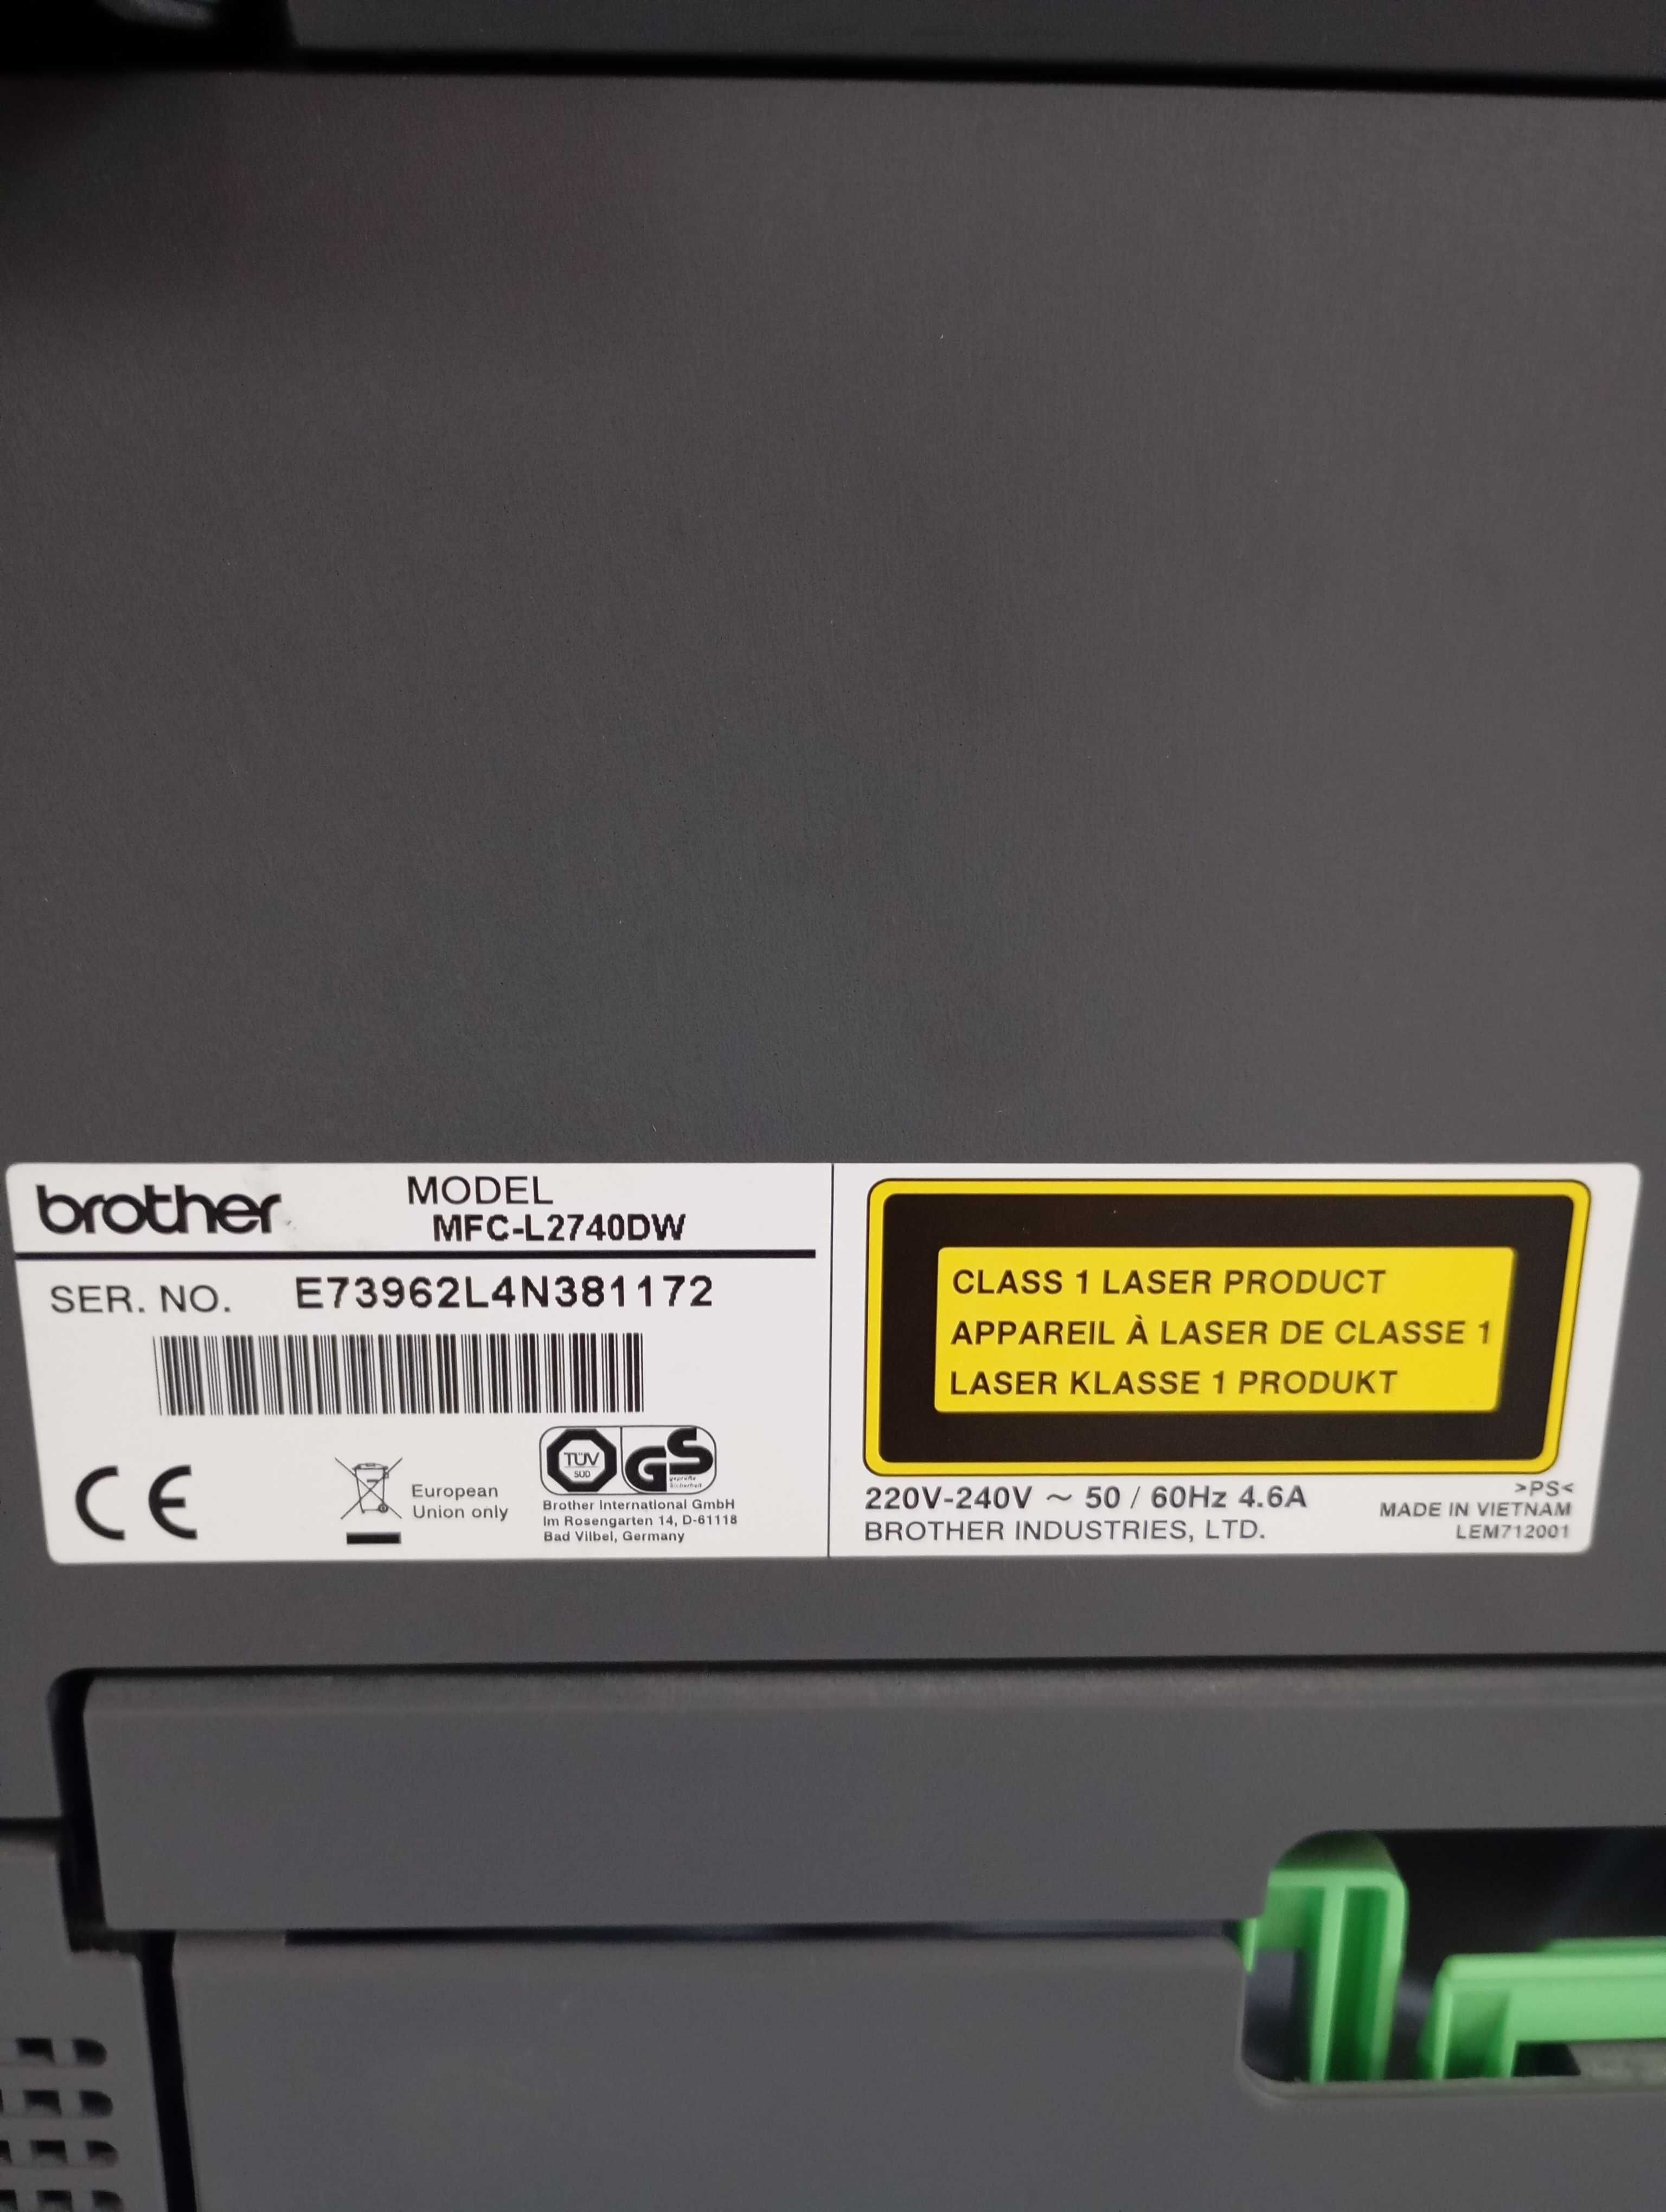 brother
MODEL
MFC-L2740DW
SER. NO. E73962L4N381172
CE
European
Union only
TÜV
SÜD
GS
geprüfte
Sicherheit
Brother International GmbH
Im Rosengarten 14, D-61118
Bad Vilbel, Germany
CLASS 1 LASER PRODUCT
APPAREIL À LASER DE CLASSE 1
LASER KLASSE 1 PRODUKT
220V-240V ~ 50 / 60Hz 4.6A
BROTHER INDUSTRIES, LTD.
>PS<
MADE IN VIETNAM
LEM712001